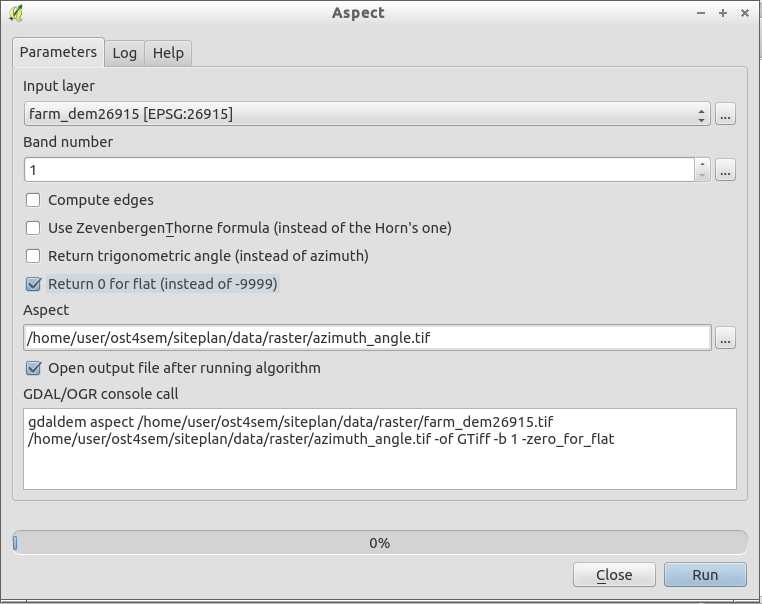 Aspect
Parameters Log Help
Input layer
farm_dem26915 [EPSG:26915]
...
Band number
1
...
Compute edges
Use ZevenbergenThorne formula (instead of the Horn's one)
Return trigonometric angle (instead of azimuth)
Return 0 for flat (instead of -9999)
Aspect
/home/user/ost4sem/siteplan/data/raster/azimuth_angle.tif
...
Open output file after running algorithm
GDAL/OGR console call
gdaldem aspect /home/user/ost4sem/siteplan/data/raster/farm_dem26915.tif
/home/user/ost4sem/siteplan/data/raster/azimuth_angle.tif -of GTiff -b 1 -zero_for_flat
0%
Close Run